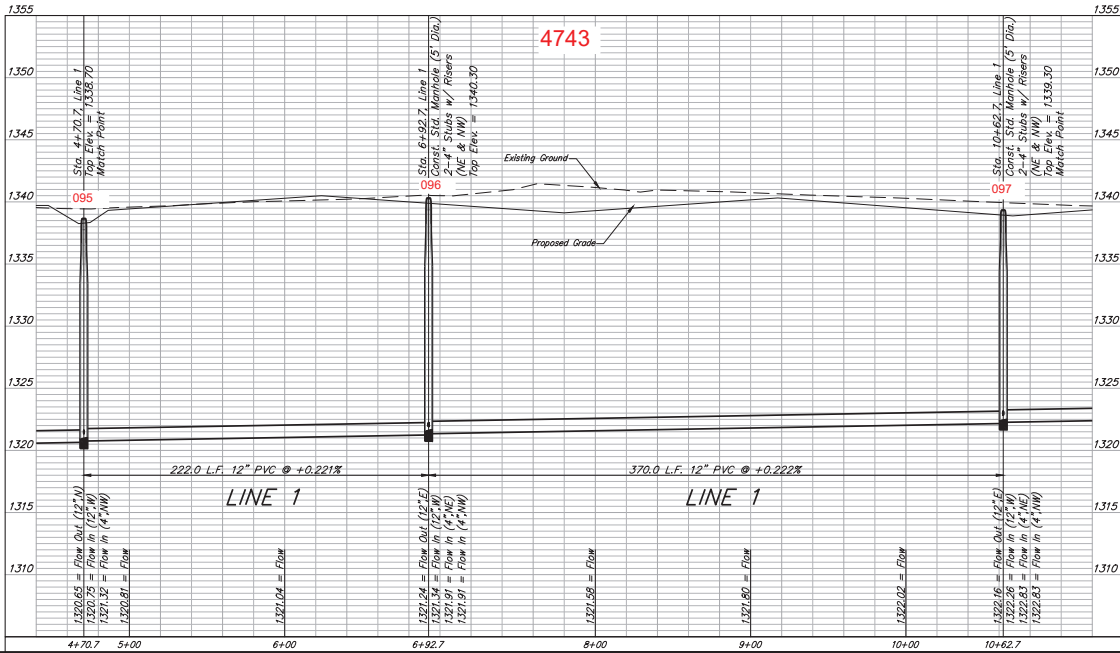 1355
1355
4743
1350
1350
1345
1345
1340
1340
1335
1335
1330
1330
1325
1325
1320
1320
1315
1315
1310
1310
Sta. 4+70.7, Line 1
Top Elev. = 1338.70
Match Point
095
Sta. 6+92.7, Line 1
Const. Std. Manhole (5' Dia.)
2-4" Stubs w/ Risers
(NE & NW)
Top Elev. = 1340.30
096
Existing Ground
Proposed Grade
Sta. 10+62.7, Line 1
Const. Std. Manhole (5' Dia.)
2-4" Stubs w/ Risers
(NE & NW)
Top Elev. = 1339.30
Match Point
097
222.0 L.F. 12" PVC @ +0.221%
LINE 1
370.0 L.F. 12" PVC @ +0.222%
LINE 1
1320.65 = Flow Out (12",N)
1320.75 = Flow In (12",W)
1321.32 = Flow In (4",NW)
1320.81 = Flow
1321.04 = Flow
1321.24 = Flow Out (12",E)
1321.34 = Flow In (12",W)
1321.91 = Flow In (4",NE)
1321.91 = Flow In (4",NW)
1321.58 = Flow
1321.80 = Flow
1322.02 = Flow
1322.16 = Flow Out (12",E)
1322.26 = Flow In (12",W)
1322.83 = Flow In (4",NE)
1322.83 = Flow In (4",NW)
4+70.7
5+00
6+00
6+92.7
8+00
9+00
10+00
10+62.7